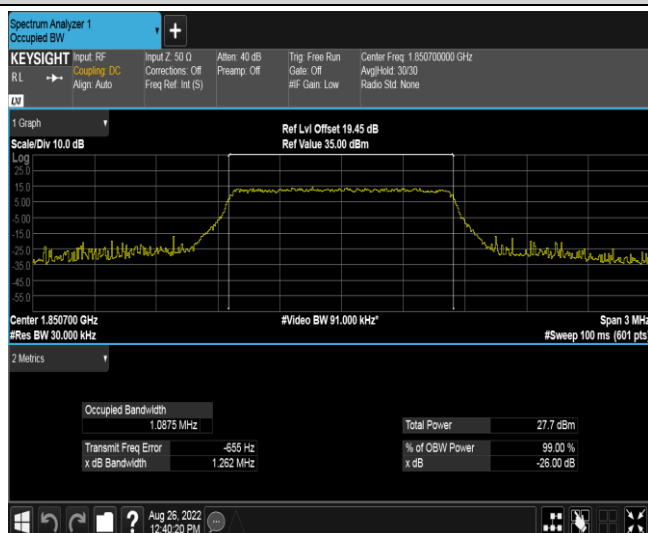 Spectrum Analyzer 1
Occupied BW
+
KEYSIGHT
RL
LXI
Input: RF
Coupling: DC
Align: Auto
Input Z: 50 Ω
Corrections: Off
Freq Ref: Int (S)
Atten: 40 dB
Preamp: Off
Trig: Free Run
Gate: Off
#IF Gain: Low
Center Freq: 1.850700000 GHz
Avg|Hold: 30/30
Radio Std: None
1 Graph
Scale/Div 10.0 dB
Ref Lvl Offset 19.45 dB
Ref Value 35.00 dBm
Log
25.0
15.0
5.00
-5.00
-15.0
-25.0
-35.0
-45.0
-55.0
Center 1.850700 GHz
#Video BW 91.000 kHz*
Span 3 MHz
#Res BW 30.000 kHz
#Sweep 100 ms (601 pts)
2 Metrics
Occupied Bandwidth
1.0875 MHz
Total Power 27.7 dBm
Transmit Freq Error -655 Hz
% of OBW Power 99.00 %
x dB Bandwidth 1.262 MHz
x dB -26.00 dB
?
Aug 26, 2022
12:40:20 PM